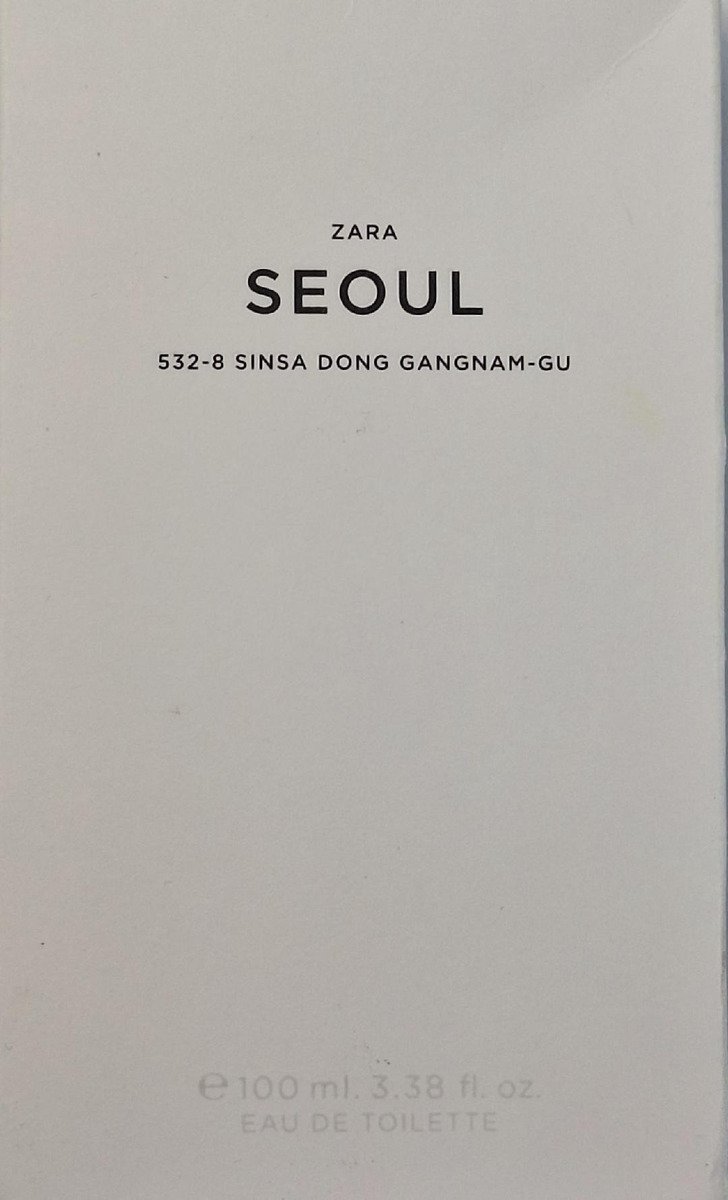 ZARA
SEOUL
532-8 SINSA DONG GANGNAM-GU
℮ 100 ml. 3.38 fl. oz.
EAU DE TOILETTE